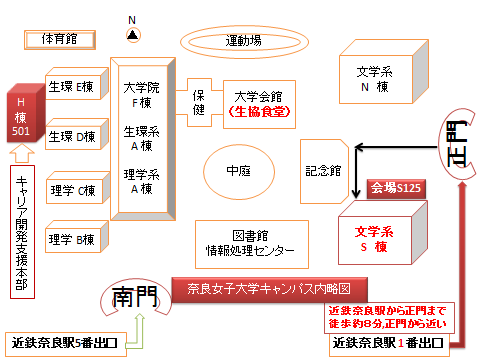 N
体育館
運動場
生環E棟
大学院
F棟
生環系
A棟
理学系
A棟
保
健
大学会館
(生協食堂)
文学系
N 棟
H
棟
501
生環D棟
正門
中庭
記念館
理学C棟
会場S125
キャリア開発支援本部
文学系
S 棟
理学B棟
図書館
情報処理センター
南門
奈良女子大学キャンパス内略図
近鉄奈良駅から正門まで
徒歩約8分,正門から近い
近鉄奈良駅5番出口
近鉄奈良駅1番出口